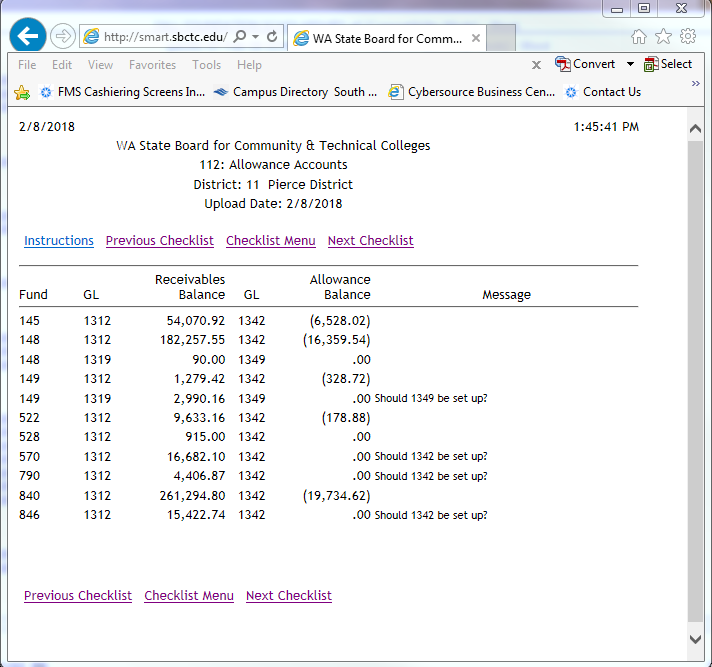 http://smart.sbctc.edu/
WA State Board for Comm...
File Edit View Favorites Tools Help
Convert Select
FMS Cashiering Screens In... Campus Directory South ... Cybersource Business Cen... Contact Us
2/8/2018 1:45:41 PM
WA State Board for Community & Technical Colleges
112: Allowance Accounts
District: 11 Pierce District
Upload Date: 2/8/2018
Instructions Previous Checklist Checklist Menu Next Checklist
Receivables Allowance
Fund GL Balance GL Balance Message
145 1312 54,070.92 1342 (6,528.02)
148 1312 182,257.55 1342 (16,359.54)
148 1319 90.00 1349 .00
149 1312 1,279.42 1342 (328.72)
149 1319 2,990.16 1349 .00 Should 1349 be set up?
522 1312 9,633.16 1342 (178.88)
528 1312 915.00 1342 .00
570 1312 16,682.10 1342 .00 Should 1342 be set up?
790 1312 4,406.87 1342 .00 Should 1342 be set up?
840 1312 261,294.80 1342 (19,734.62)
846 1312 15,422.74 1342 .00 Should 1342 be set up?
Previous Checklist Checklist Menu Next Checklist